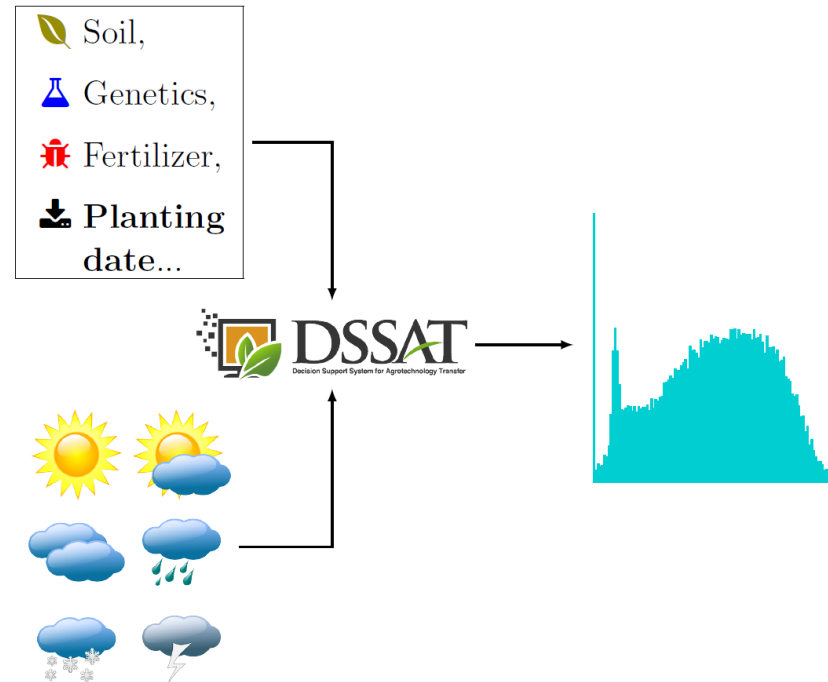 Soil,
Genetics,
Fertilizer,
Planting
date...
DSSAT
Decision Support System for Agrotechnology Transfer